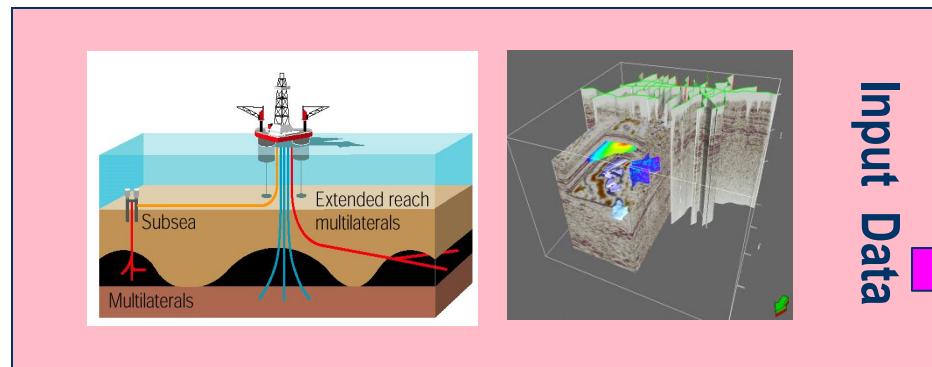 Extended reach
multilaterals
Subsea
Multilaterals
Input Data